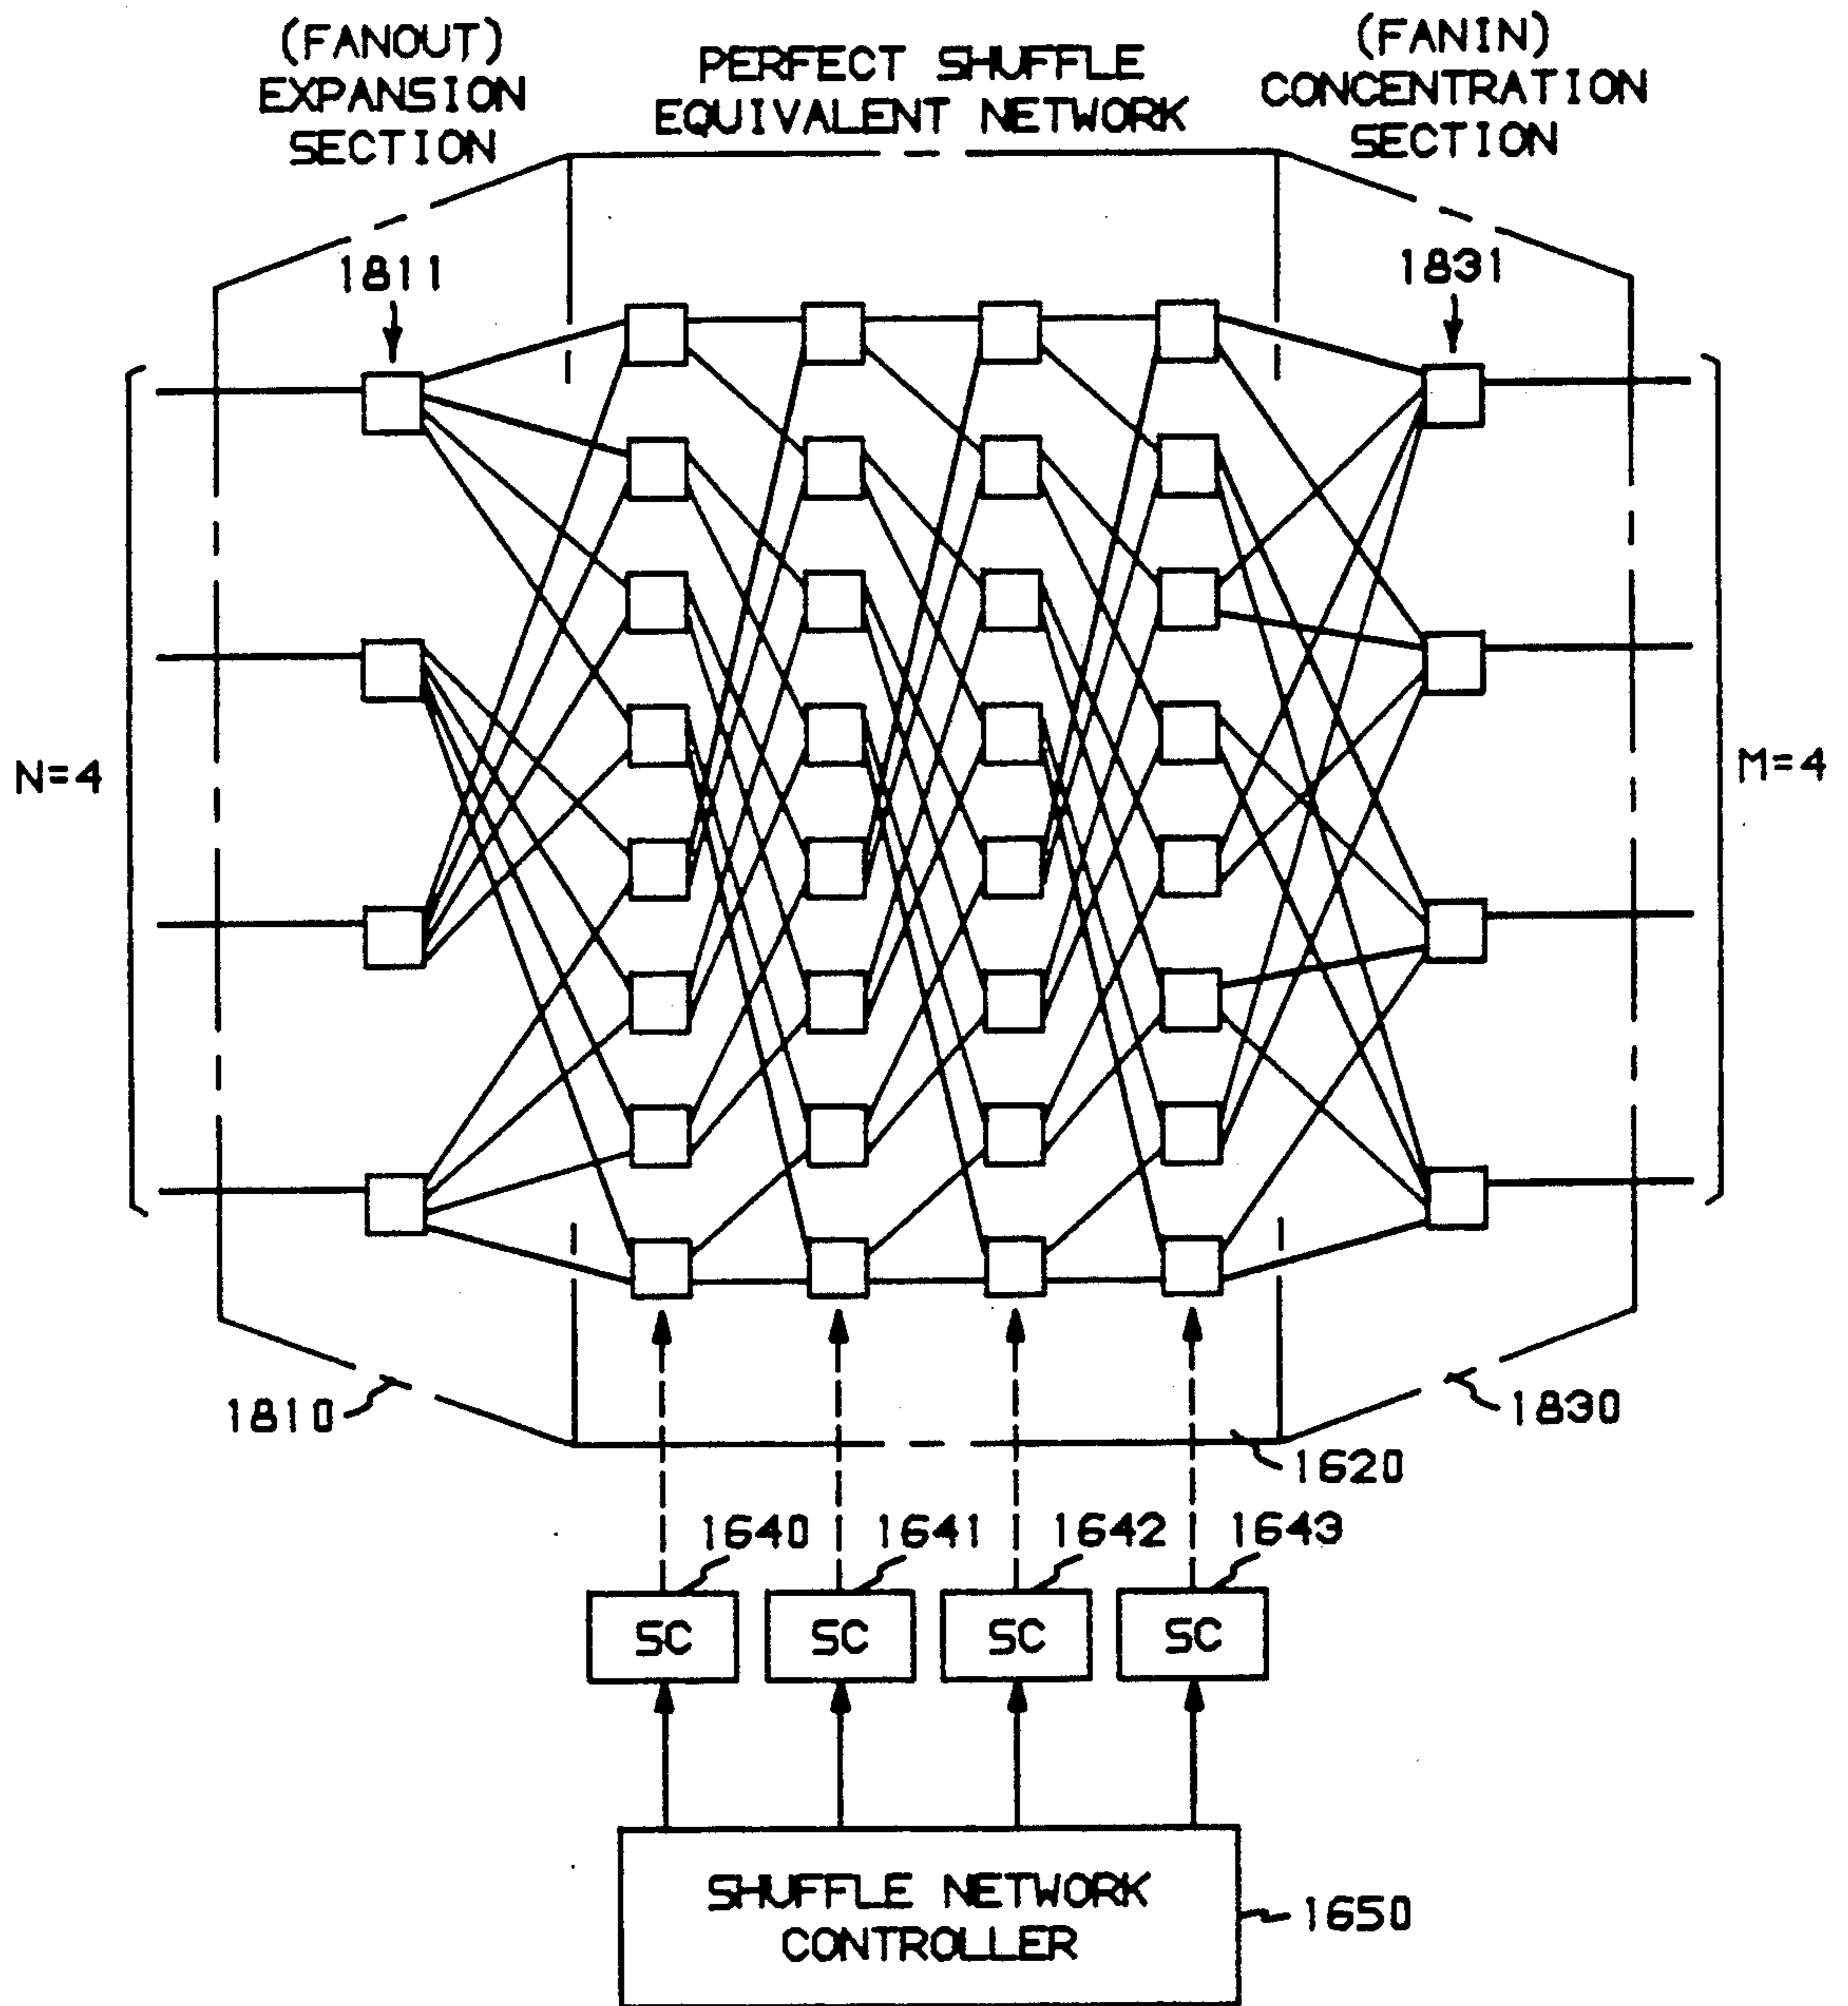 (FANOUT)
EXPANSION
SECTION
PERFECT SHUFFLE
EQUIVALENT NETWORK
(FANIN)
CONCENTRATION
SECTION
1811
1831
N=4
M=4
1810
1830
1620
1640
1641
1642
1643
SC
SC
SC
SC
SHUFFLE NETWORK
CONTROLLER
1650